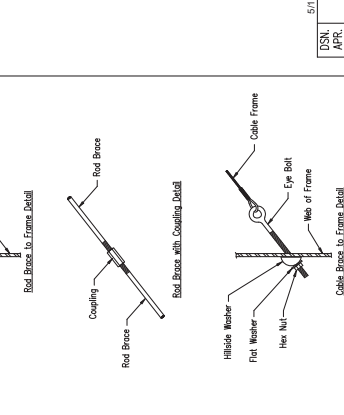 Rod Brace to Frame Detail
Rod Brace
Coupling
Rod Brace
Rod Brace with Coupling Detail
Cable Frame
Eye Bolt
Web of Frame
Hillside Washer
Flat Washer
Hex Nut
Cable Brace to Frame Detail
5/1
DSN.
APR.